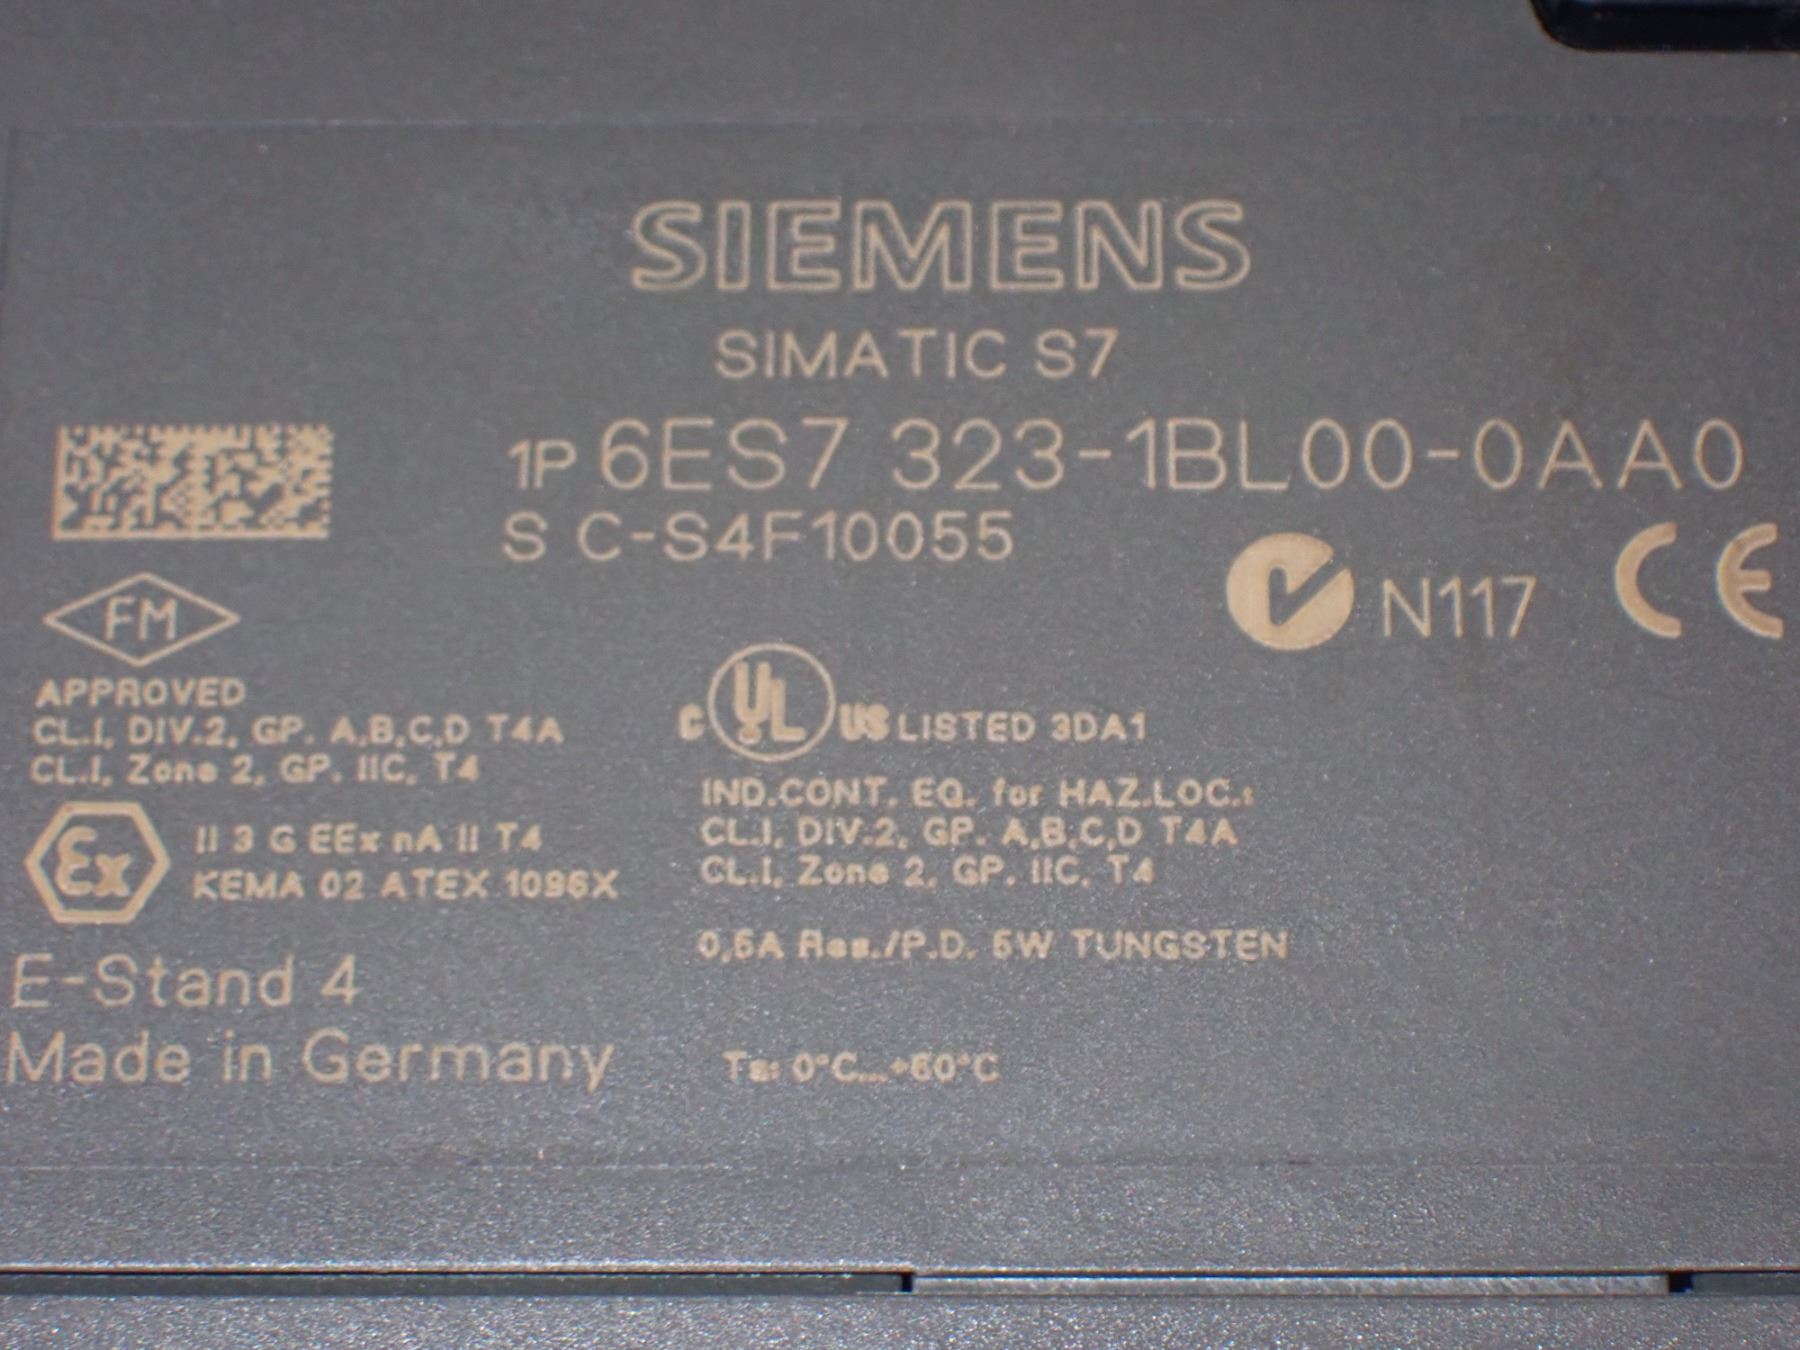 SIEMENS
SIMATIC S7
1P 6ES7 323-1BL00-0AA0
S C-S4F10055
N117 CE
FM
APPROVED
CL.I, DIV.2, GP. A,B,C,D T4A
CL.I, Zone 2, GP. IIC, T4
Ex II 3 G EEx nA II T4
KEMA 02 ATEX 1096X
E-Stand 4
Made in Germany
c UL US LISTED 3DA1
IND.CONT. EQ. for HAZ.LOC.:
CL.I, DIV.2, GP. A,B,C,D T4A
CL.I, Zone 2, GP. IIC, T4
0,5A Res./P.D. 5W TUNGSTEN
Ta: 0°C...+60°C